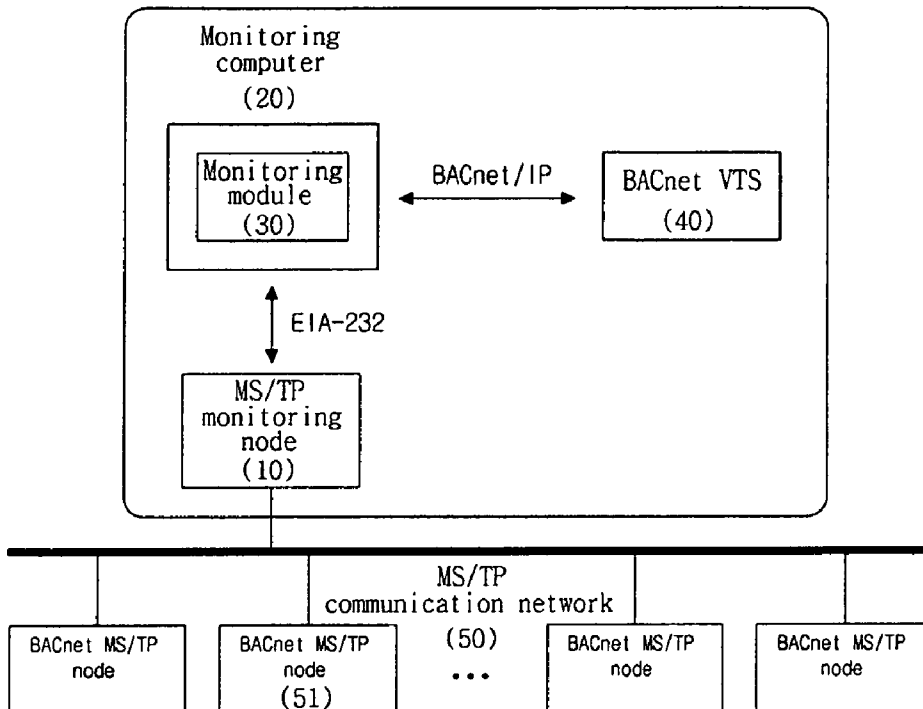 Monitoring
computer
(20)
Monitoring
module
(30)
BACnet/IP
BACnet VTS
(40)
EIA-232
MS/TP
monitoring
node
(10)
MS/TP
communication network
(50)
BACnet MS/TP
node
BACnet MS/TP
node
(51)
...
BACnet MS/TP
node
BACnet MS/TP
node